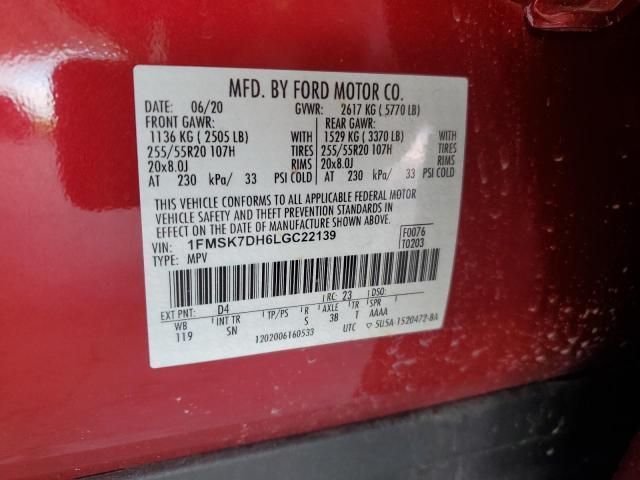 MFD. BY FORD MOTOR CO.
DATE: 06/20 GVWR: 2617 KG ( 5770 LB)
FRONT GAWR: REAR GAWR:
1136 KG ( 2505 LB) WITH 1529 KG ( 3370 LB) WITH
255/55R20 107H TIRES 255/55R20 107H TIRES
20x8.0J RIMS 20x8.0J RIMS
AT 230 kPa/ 33 PSI COLD AT 230 kPa/ 33 PSI COLD
THIS VEHICLE CONFORMS TO ALL APPLICABLE FEDERAL MOTOR
VEHICLE SAFETY AND THEFT PREVENTION STANDARDS IN
EFFECT ON THE DATE OF MANUFACTURE SHOWN ABOVE.
VIN: 1FMSK7DH6LGC22139 F0076
TYPE: MPV T0203
EXT PNT: D4 RC: 23 DSO:
WB INT TR TP/PS R AXLE TR SPR
119 SN S 3B T AAAA
1202006160533 UTC ▽ 5U5A-1520472-BA